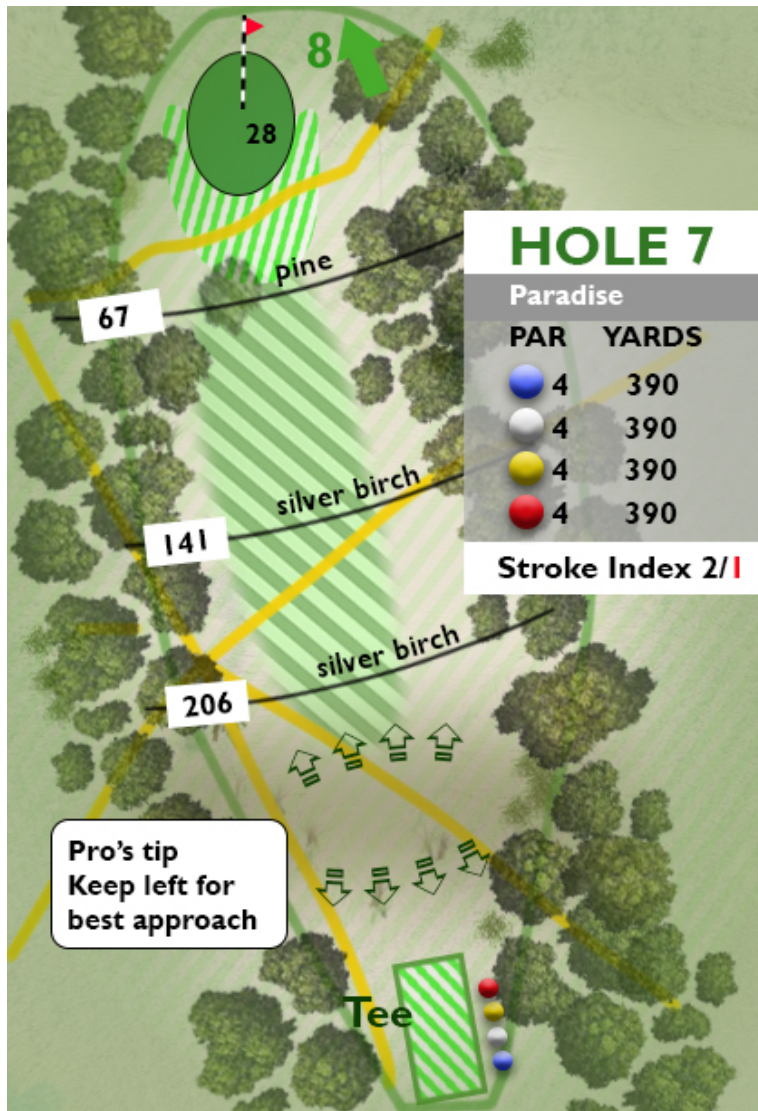 8
28
HOLE 7
Paradise
PAR YARDS
4 390
4 390
4 390
4 390
Stroke Index 2/1
pine
67
silver birch
141
silver birch
206
Pro's tip
Keep left for
best approach
Tee